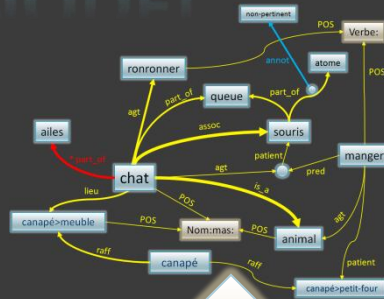 non-pertinent
POS
Verbe:
ronronner
annot
atome
POS
agt
part_of
queue
part_of
ailes
assoc
souris
*:part_of
patient
manger
chat
agt
pred
lieu
is_a
POS
agt
canapé>meuble
POS
Nom:mas:
POS
animal
raff
canapé
raff
patient
canapé>petit-four